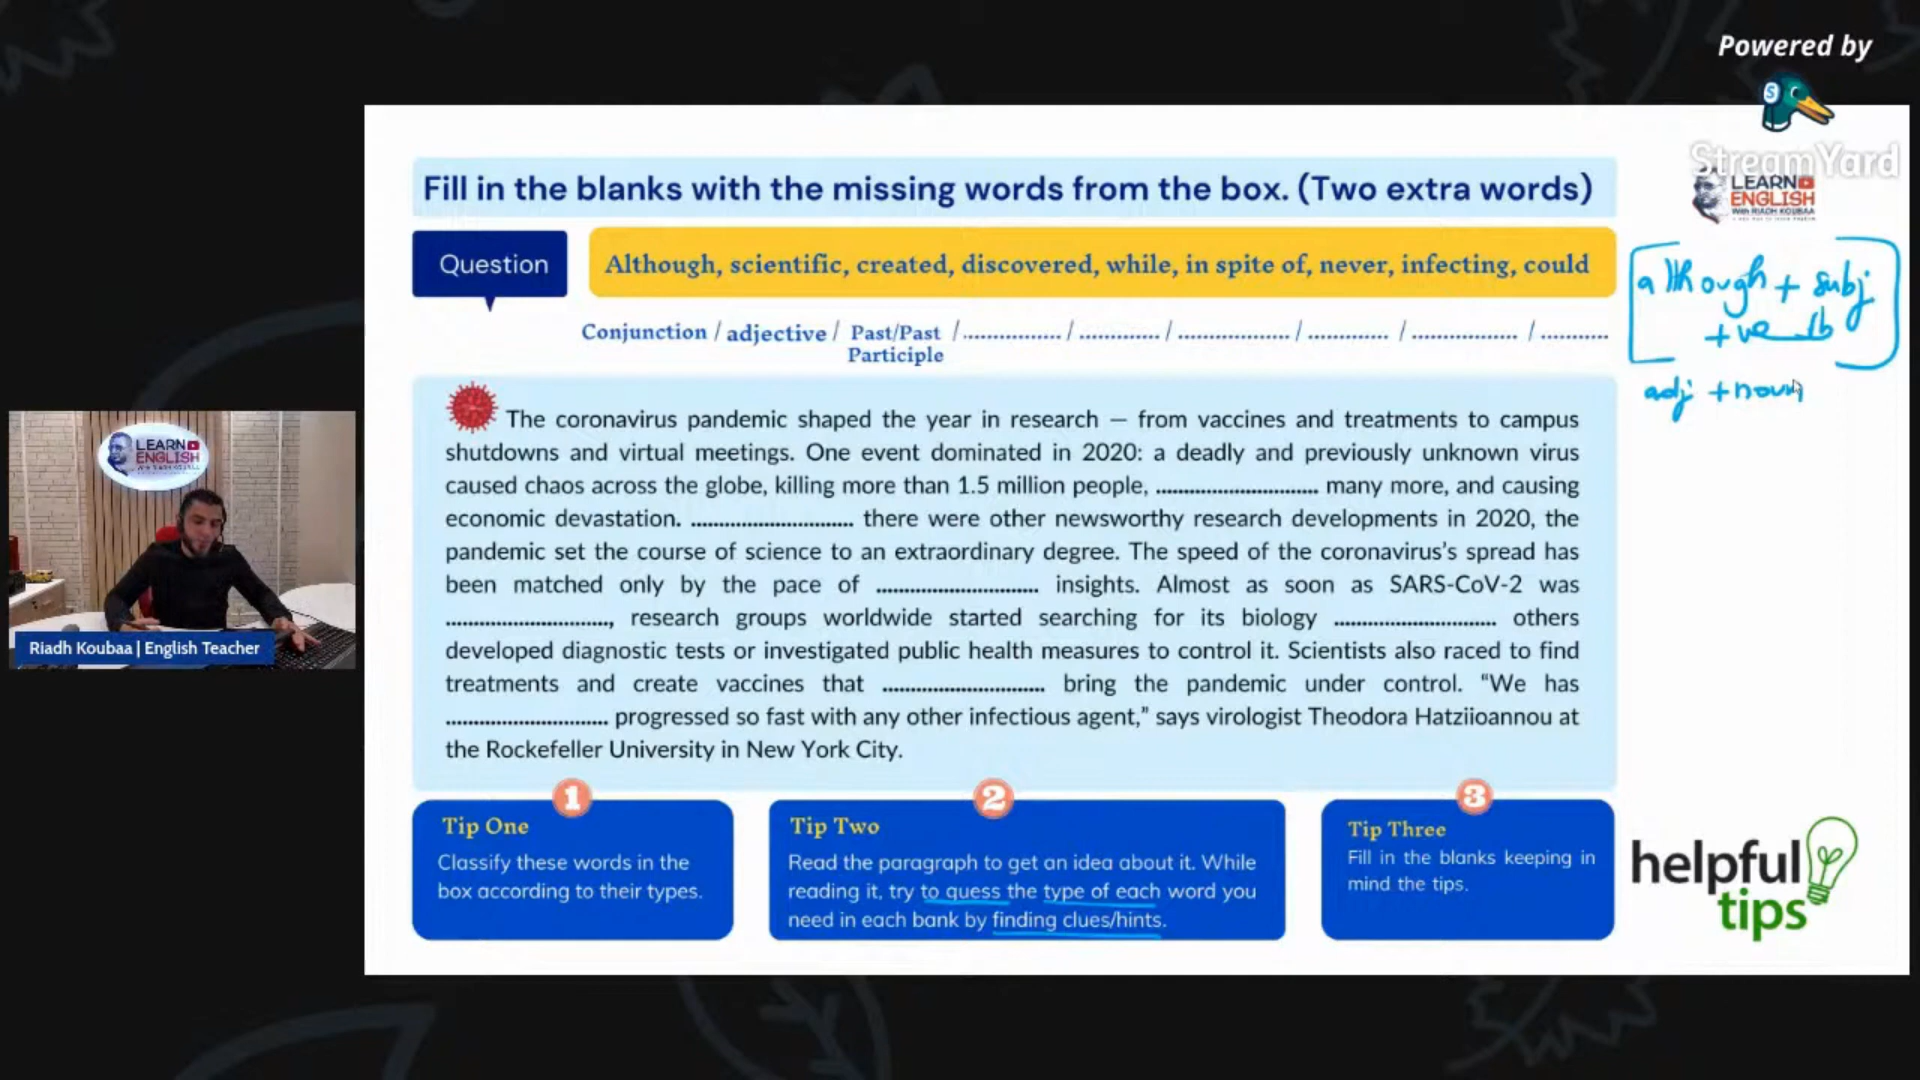 Powered by
StreamYard
LEARN
ENGLISH
With RIADH KOUBAA
Fill in the blanks with the missing words from the box. (Two extra words)
Question
Although, scientific, created, discovered, while, in spite of, never, infecting, could
Conjunction / adjective / Past/Past Participle /................ / ............. / .................. / ............. / ................. / ...........
although + subj
+ verb
adj + noun
The coronavirus pandemic shaped the year in research — from vaccines and treatments to campus
shutdowns and virtual meetings. One event dominated in 2020: a deadly and previously unknown virus
caused chaos across the globe, killing more than 1.5 million people, .............................. many more, and causing
economic devastation. .............................. there were other newsworthy research developments in 2020, the
pandemic set the course of science to an extraordinary degree. The speed of the coronavirus's spread has
been matched only by the pace of .............................. insights. Almost as soon as SARS-CoV-2 was
.............................., research groups worldwide started searching for its biology .............................. others
developed diagnostic tests or investigated public health measures to control it. Scientists also raced to find
treatments and create vaccines that .............................. bring the pandemic under control. “We has
.............................. progressed so fast with any other infectious agent,” says virologist Theodora Hatziioannou at
the Rockefeller University in New York City.
LEARN
ENGLISH
Riadh Koubaa | English Teacher
1
Tip One
Classify these words in the
box according to their types.
2
Tip Two
Read the paragraph to get an idea about it. While
reading it, try to quess the type of each word you
need in each bank by finding clues/hints.
3
Tip Three
Fill in the blanks keeping in
mind the tips.
helpful
tips